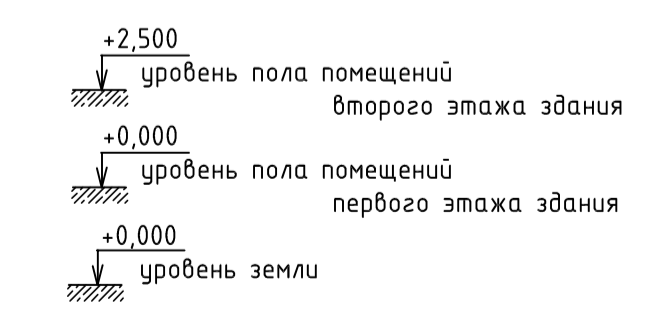 +2,500
уровень пола помещений
второго этажа здания
+0,000
уровень пола помещений
первого этажа здания
+0,000
уровень земли